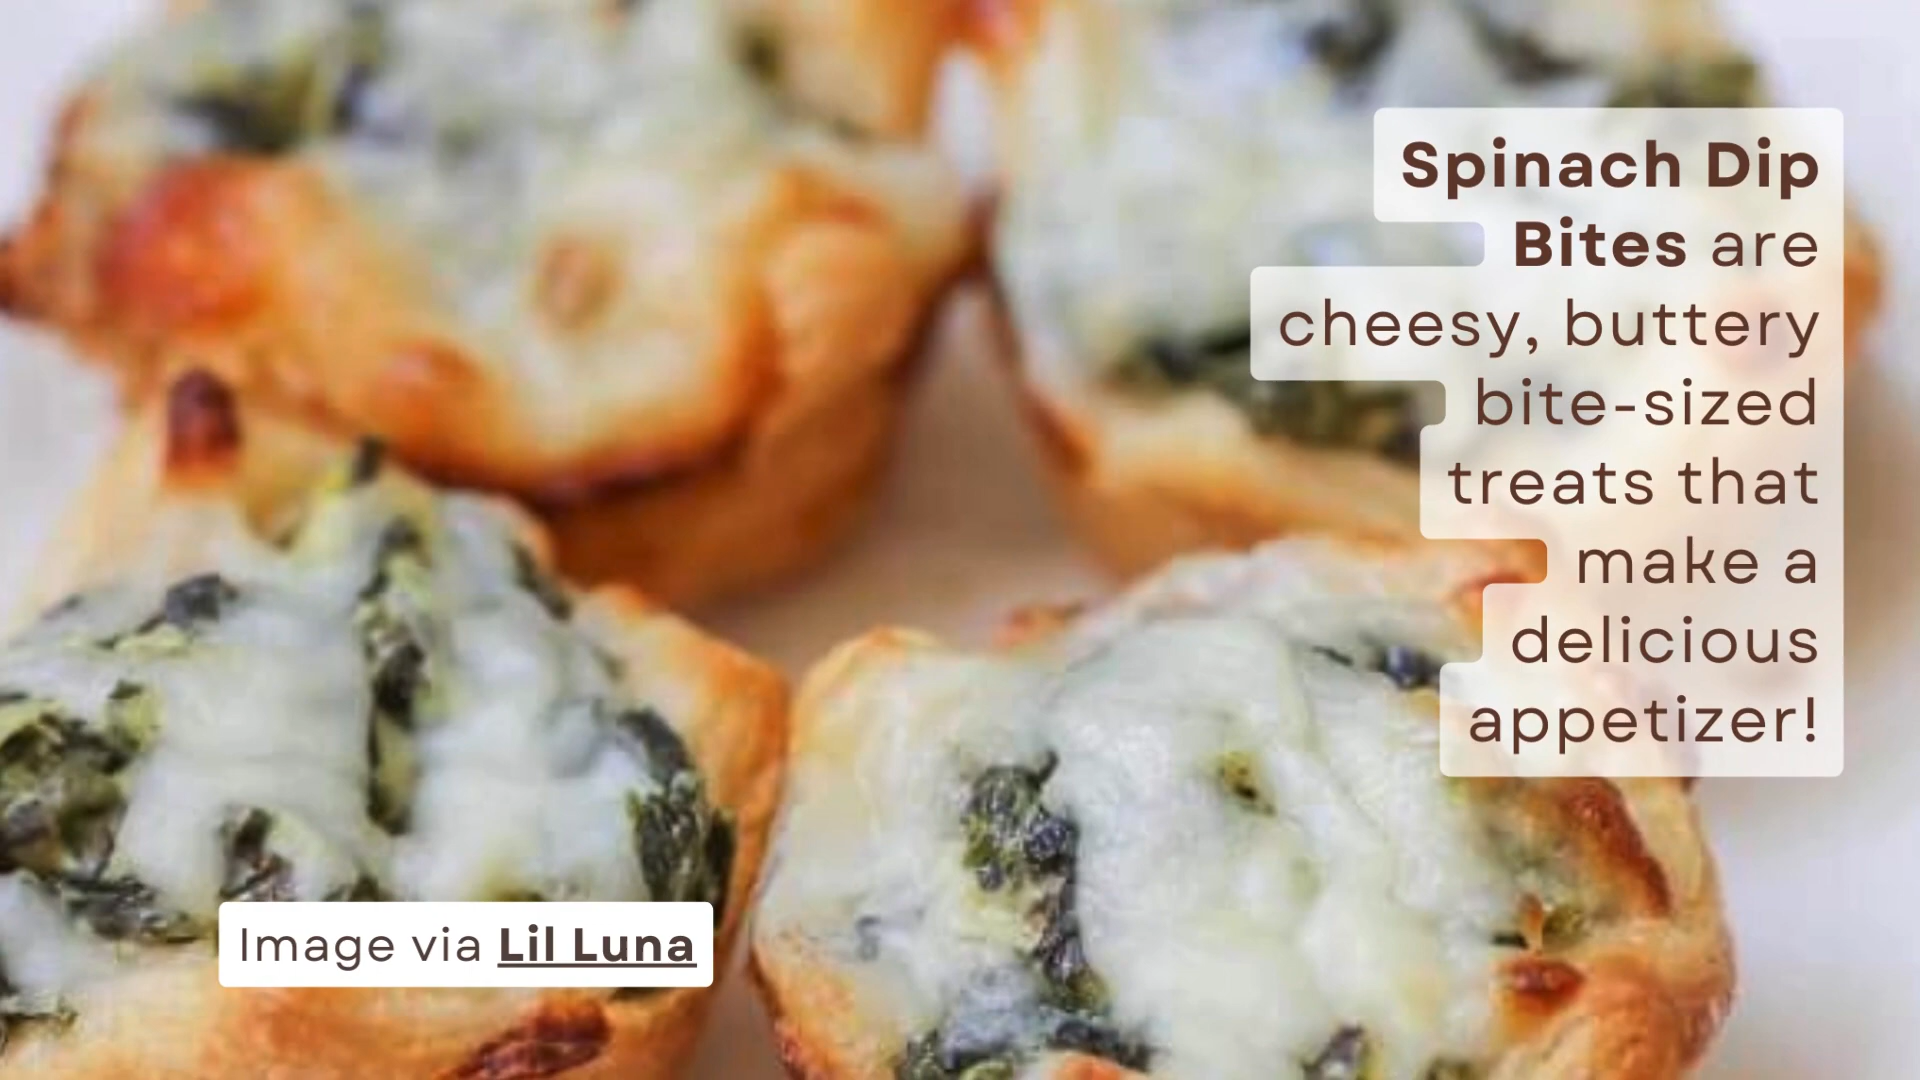 Spinach Dip
Bites are
cheesy, buttery
bite-sized
treats that
make a
delicious
appetizer!
Image via Lil Luna